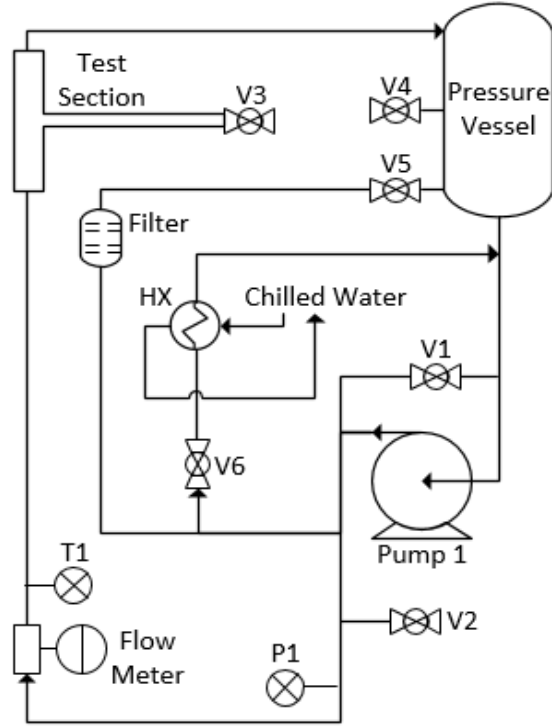 Test
Section
V3
V4
Pressure
Vessel
V5
Filter
HX
Chilled Water
V1
V6
Pump 1
T1
V2
Flow
Meter
P1